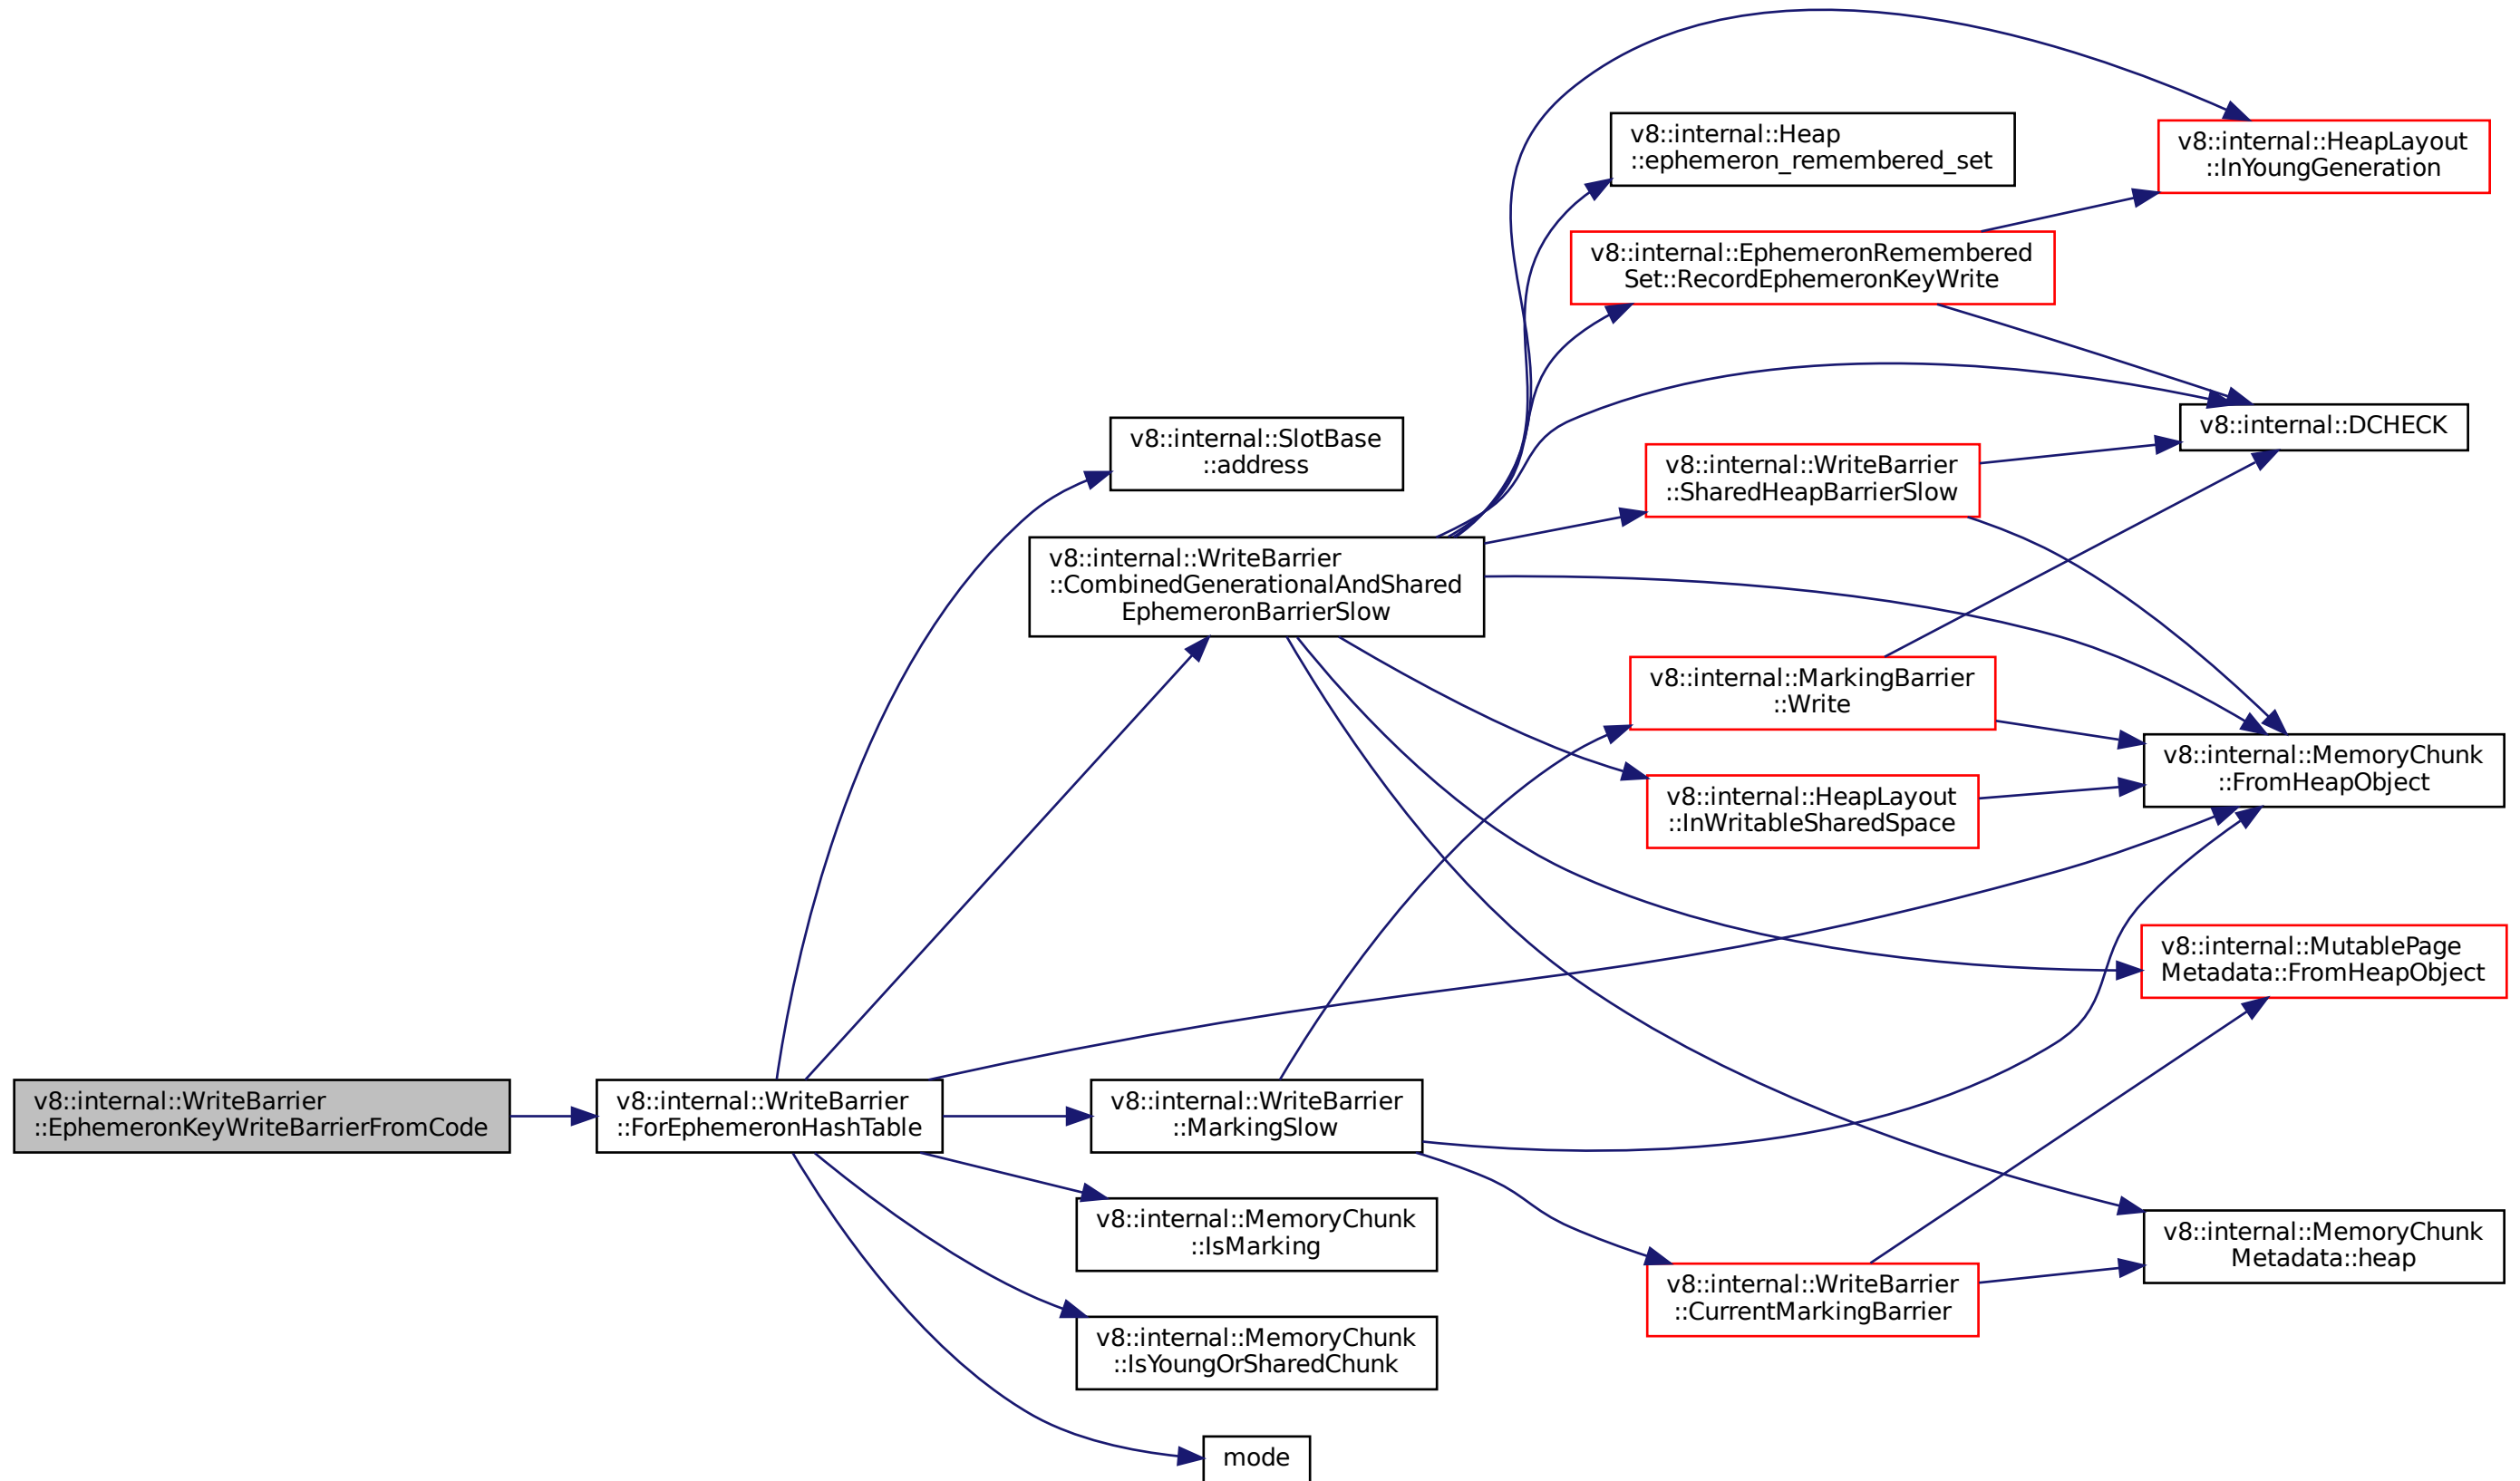 v8::internal::HeapLayout
::InYoungGeneration
v8::internal::Heap
::ephemeron_remembered_set
v8::internal::EphemeronRemembered
Set::RecordEphemeronKeyWrite
v8::internal::DCHECK
v8::internal::SlotBase
::address
v8::internal::WriteBarrier
::SharedHeapBarrierSlow
v8::internal::WriteBarrier
::CombinedGenerationalAndShared
EphemeronBarrierSlow
v8::internal::MarkingBarrier
::Write
v8::internal::MemoryChunk
::FromHeapObject
v8::internal::HeapLayout
::InWritableSharedSpace
v8::internal::MutablePage
Metadata::FromHeapObject
v8::internal::WriteBarrier
::EphemeronKeyWriteBarrierFromCode
v8::internal::WriteBarrier
::ForEphemeronHashTable
v8::internal::WriteBarrier
::MarkingSlow
v8::internal::MemoryChunk
::IsMarking
v8::internal::MemoryChunk
Metadata::heap
v8::internal::WriteBarrier
::CurrentMarkingBarrier
v8::internal::MemoryChunk
::IsYoungOrSharedChunk
mode